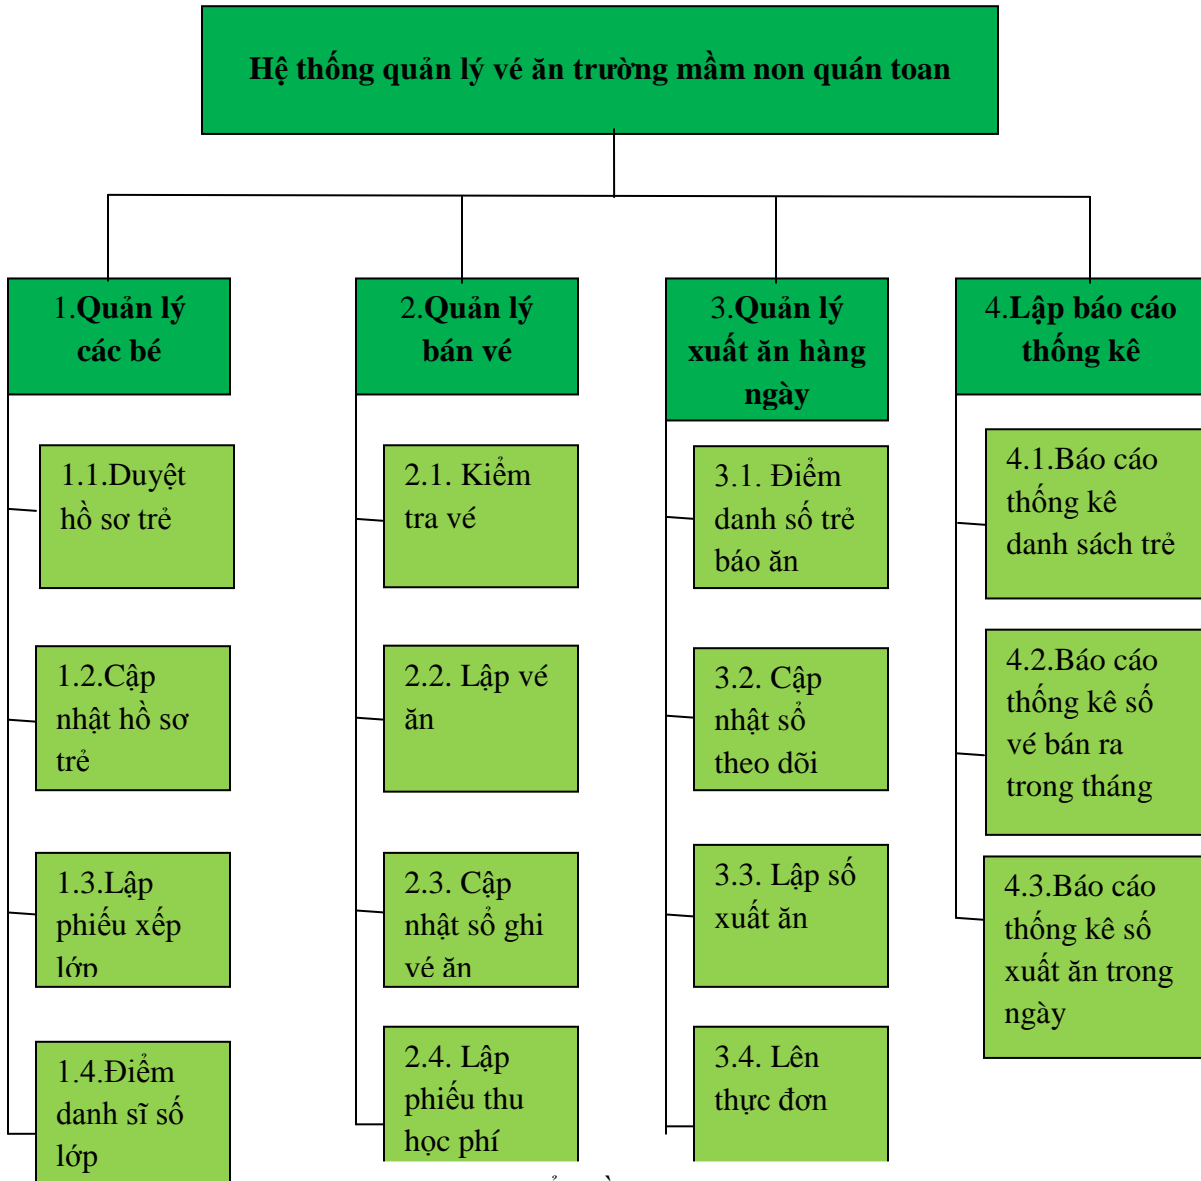 Hệ thống quản lý vé ăn trường mầm non quán toan
1.Quản lý
các bé
2.Quản lý
bán vé
3.Quản lý
xuất ăn hàng
ngày
4.Lập báo cáo
thống kê
1.1.Duyệt
hồ sơ trẻ
1.2.Cập
nhật hồ sơ
trẻ
1.3.Lập
phiếu xếp
lớp
1.4.Điểm
danh sĩ số
lớp
2.1. Kiểm
tra vé
2.2. Lập vé
ăn
2.3. Cập
nhật sổ ghi
vé ăn
2.4. Lập
phiếu thu
học phí
3.1. Điểm
danh số trẻ
báo ăn
3.2. Cập
nhật sổ
theo dõi
3.3. Lập số
xuất ăn
3.4. Lên
thực đơn
4.1.Báo cáo
thống kê
danh sách trẻ
4.2.Báo cáo
thống kê số
vé bán ra
trong tháng
4.3.Báo cáo
thống kê số
xuất ăn trong
ngày